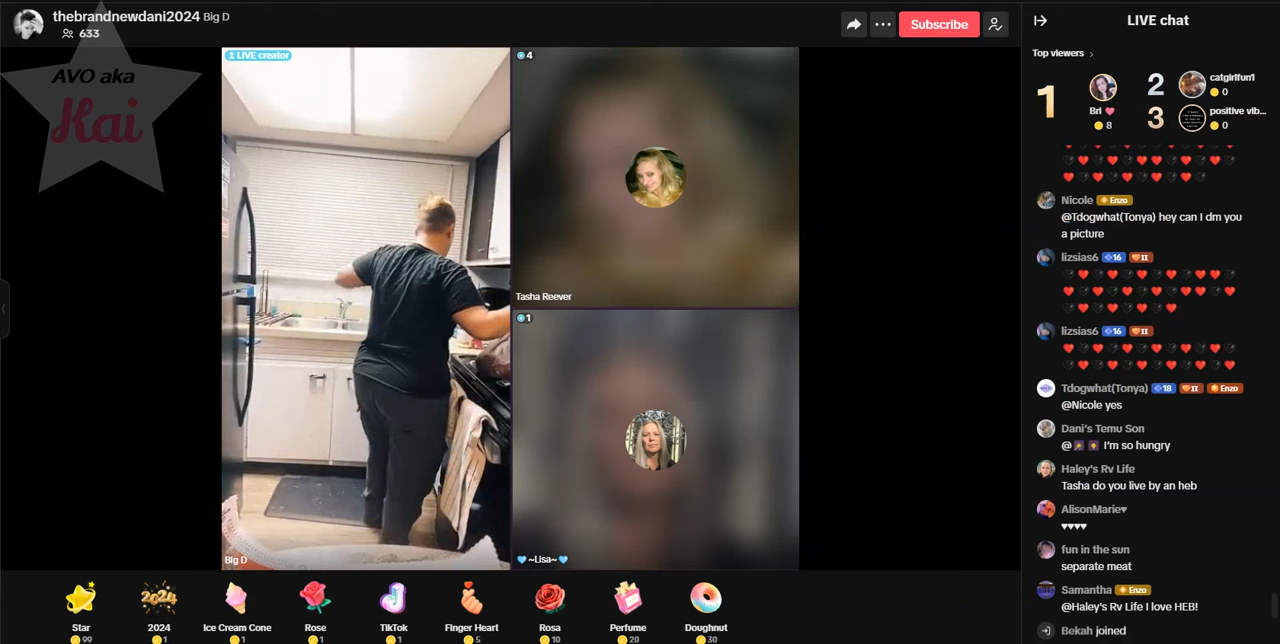 thebrandnewdani2024 Big D
633
Subscribe
AVO aka
Kai
LIVE creator
Big D
4
Tasha Reever
1
~Lisa~
Star
99
2024
2024
1
Ice Cream Cone
1
Rose
1
TikTok
1
Finger Heart
5
Rosa
10
Perfume
20
Doughnut
30
LIVE chat
Top viewers
1
Bri
8
2
catgirlfun1
0
3
positive vib...
0
Nicole Enzo
@Tdogwhat(Tonya) hey can I dm you
a picture
lizsias6 16 II
lizsias6 16 II
Tdogwhat(Tonya) 18 II Enzo
@Nicole yes
Dani's Temu Son
@ I'm so hungry
Haley's Rv Life
Tasha do you live by an heb
AlisonMarie♥
♥♥♥♥
fun in the sun
separate meat
Samantha Enzo
@Haley's Rv Life I love HEB!
Bekah joined